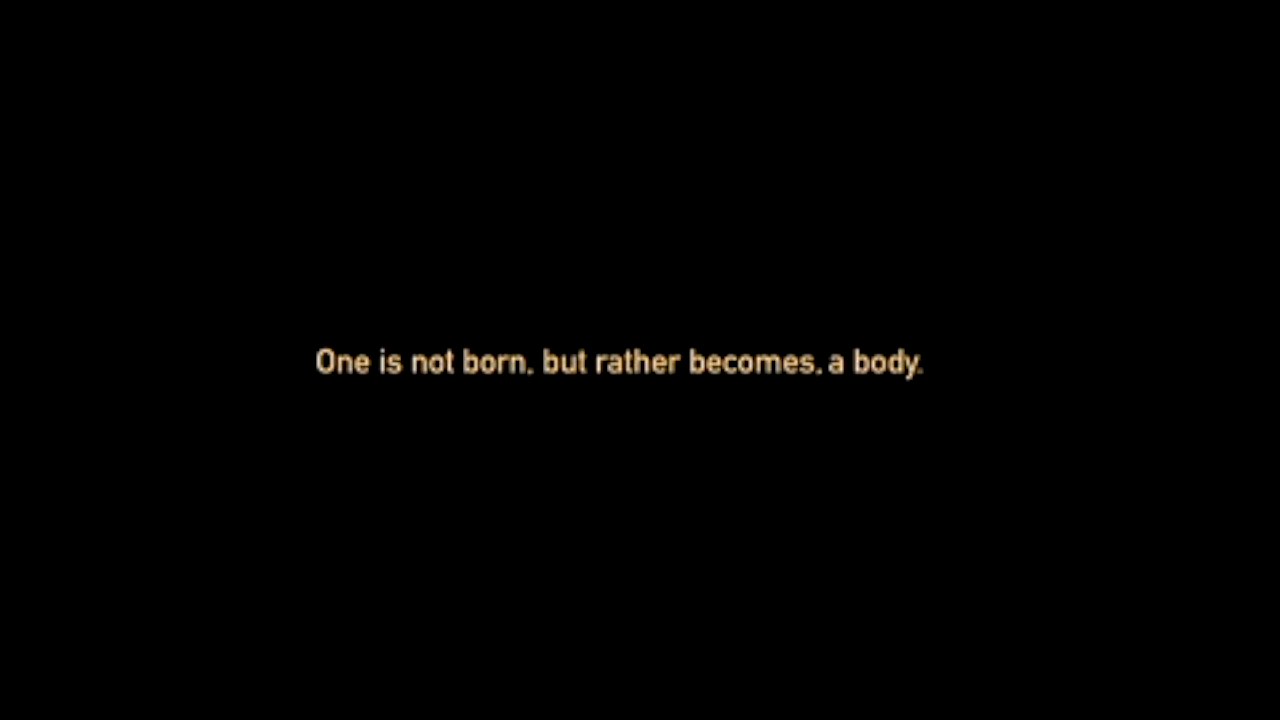 One is not born, but rather becomes, a body.